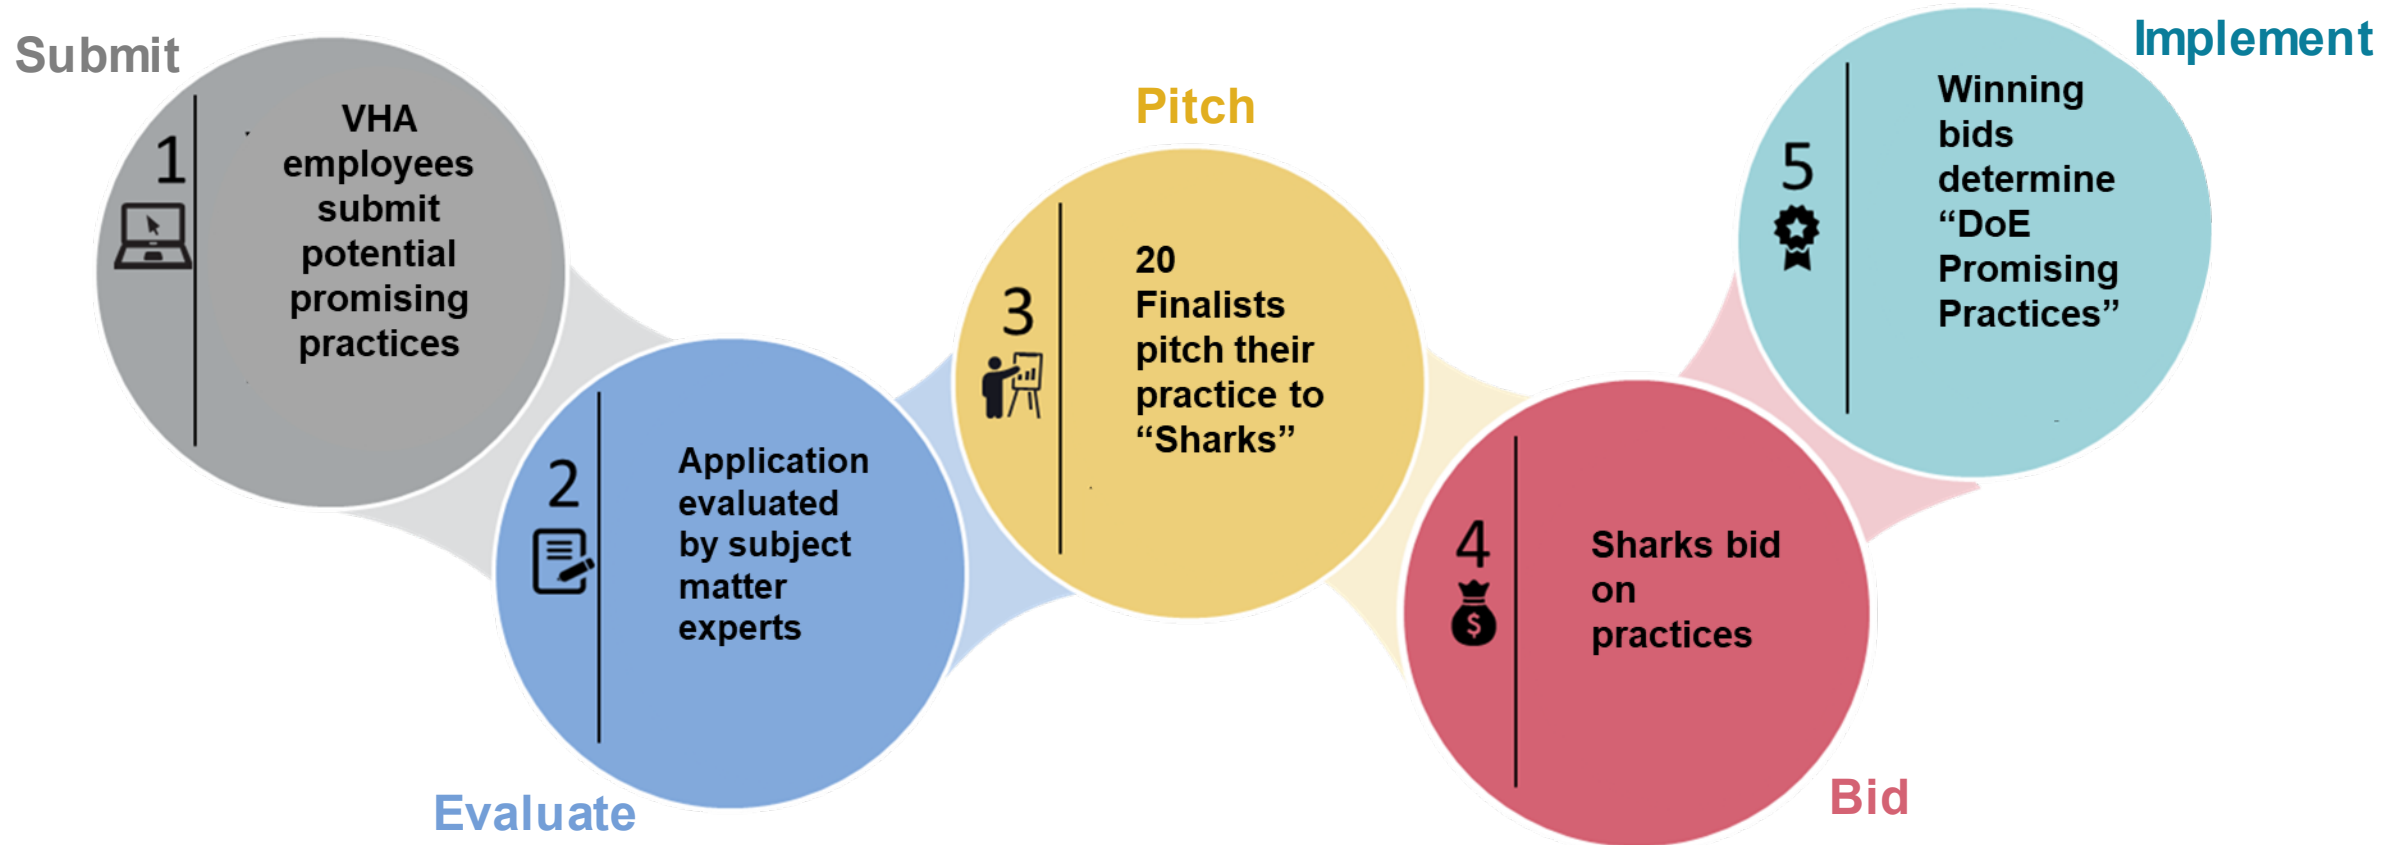 Submit
1
VHA
employees
submit
potential
promising
practices
2
Application
evaluated
by subject
matter
experts
Evaluate
Pitch
3
20
Finalists
pitch their
practice to
“Sharks”
4
$
Sharks bid
on
practices
Bid
Implement
5
Winning
bids
determine
“DoE
Promising
Practices”